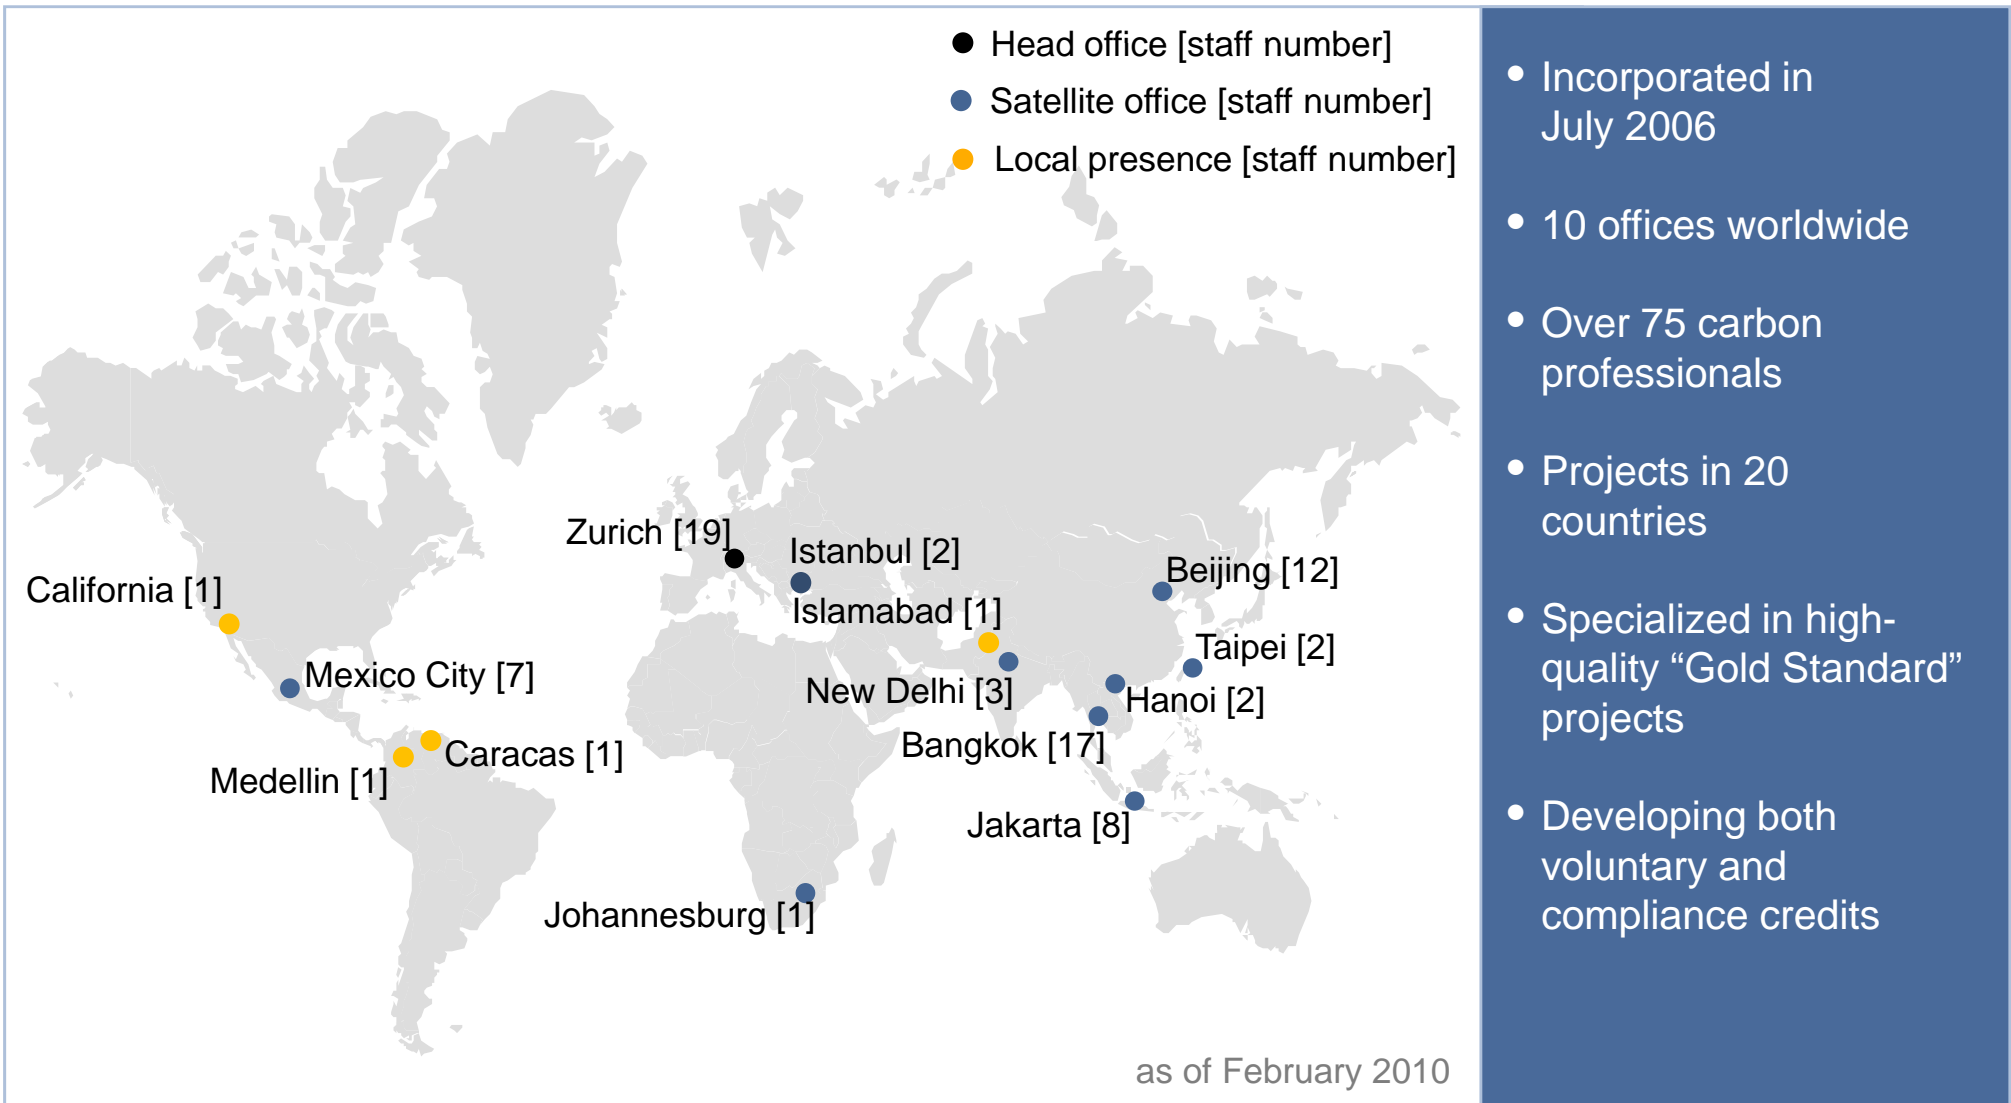 Head office [staff number]
Satellite office [staff number]
Local presence [staff number]
Zurich [19]
Istanbul [2]
Beijing [12]
California [1]
Islamabad [1]
Taipei [2]
Mexico City [7]
New Delhi [3]
Hanoi [2]
Bangkok [17]
Caracas [1]
Medellin [1]
Jakarta [8]
Johannesburg [1]
as of February 2010
• Incorporated in
July 2006
• 10 offices worldwide
• Over 75 carbon
professionals
• Projects in 20
countries
• Specialized in high-
quality “Gold Standard”
projects
• Developing both
voluntary and
compliance credits